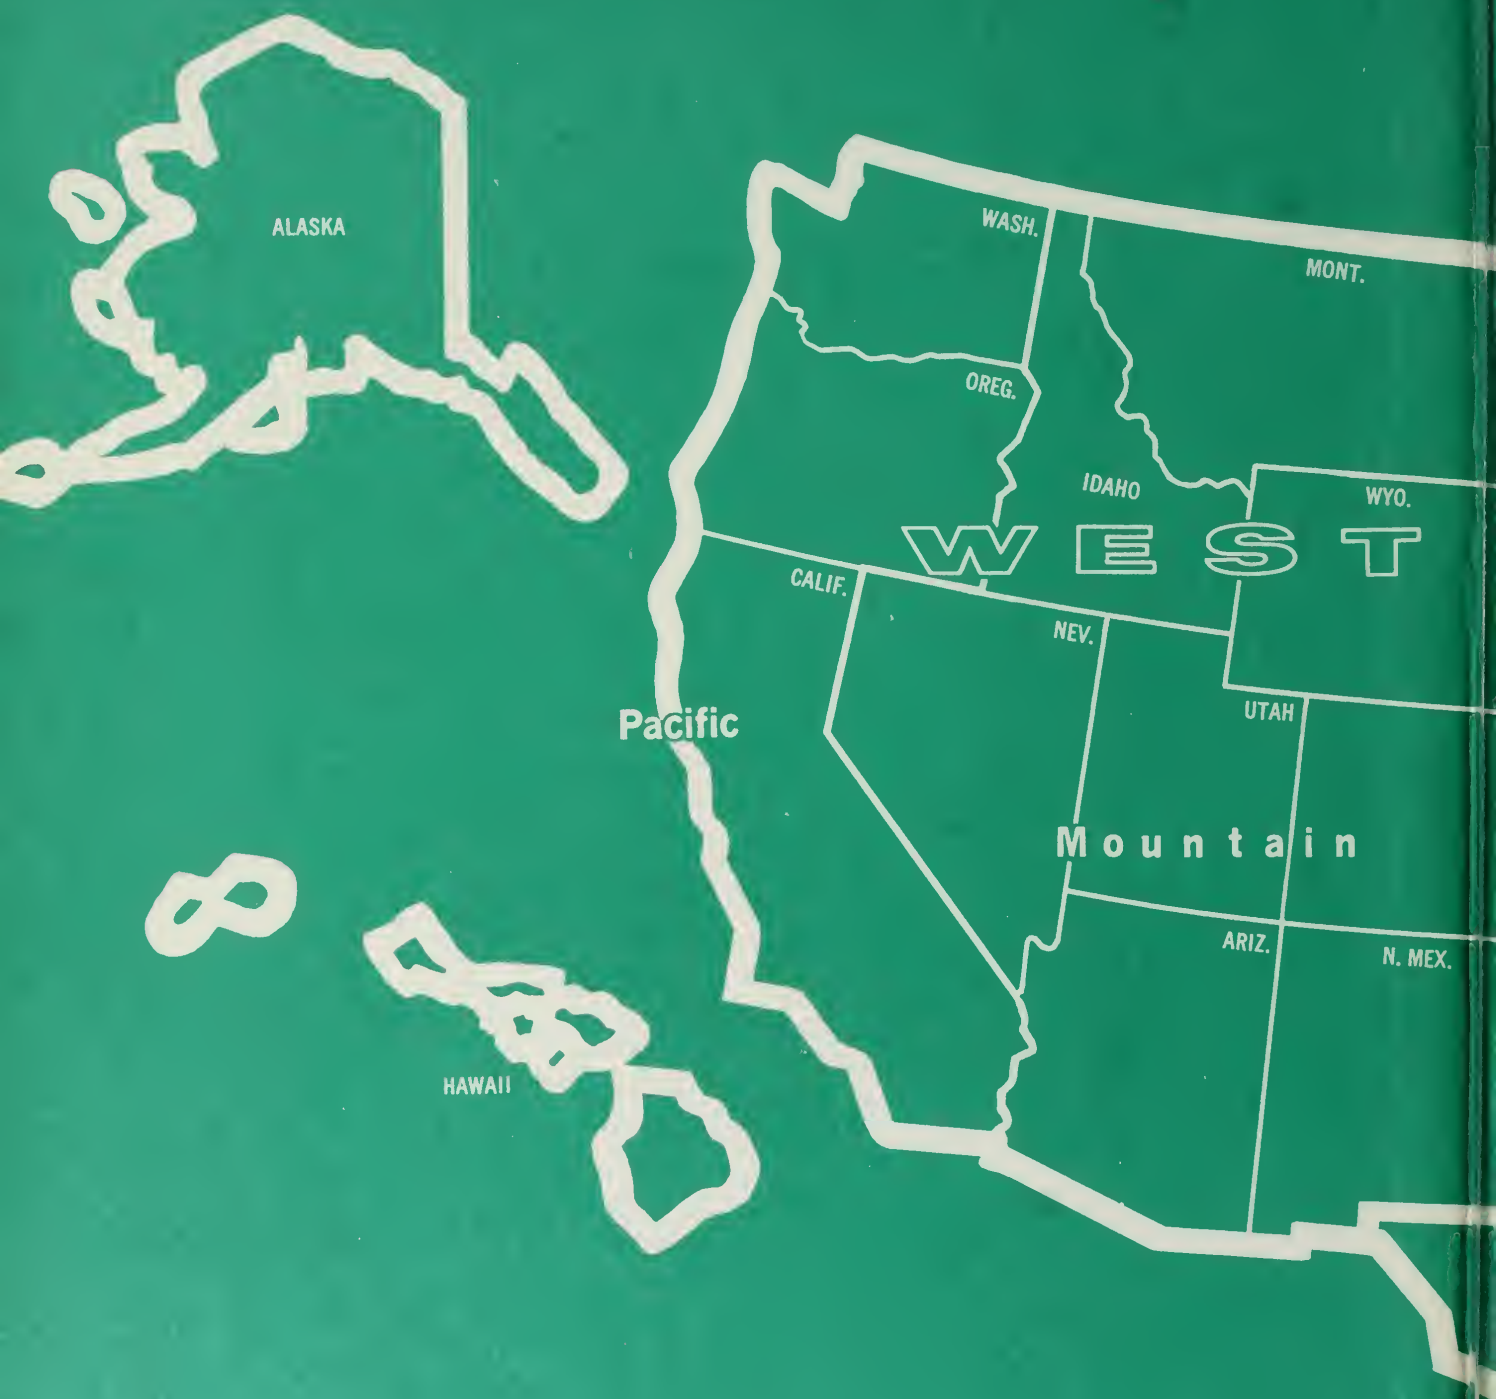 ALASKA
WASH.
MONT.
OREG.
IDAHO
WYO.
WEST
CALIF.
NEV.
UTAH
Pacific
Mountain
ARIZ.
N. MEX.
HAWAII